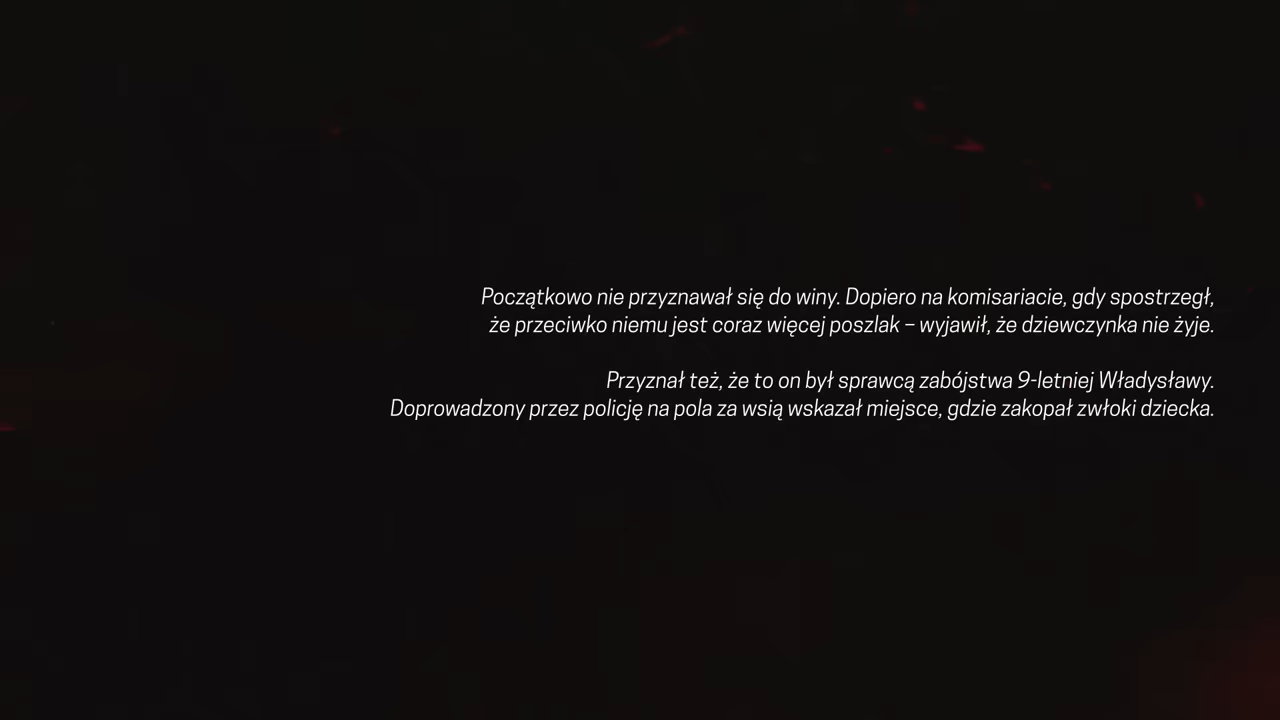 Początkowo nie przyznawał się do winy. Dopiero na komisariacie, gdy spostrzegł,
że przeciwko niemu jest coraz więcej poszlak – wyjawił, że dziewczynka nie żyje.
Przyznał też, że to on był sprawcą zabójstwa 9-letniej Władysławy.
Doprowadzony przez policję na pola za wsią wskazał miejsce, gdzie zakopał zwłoki dziecka.